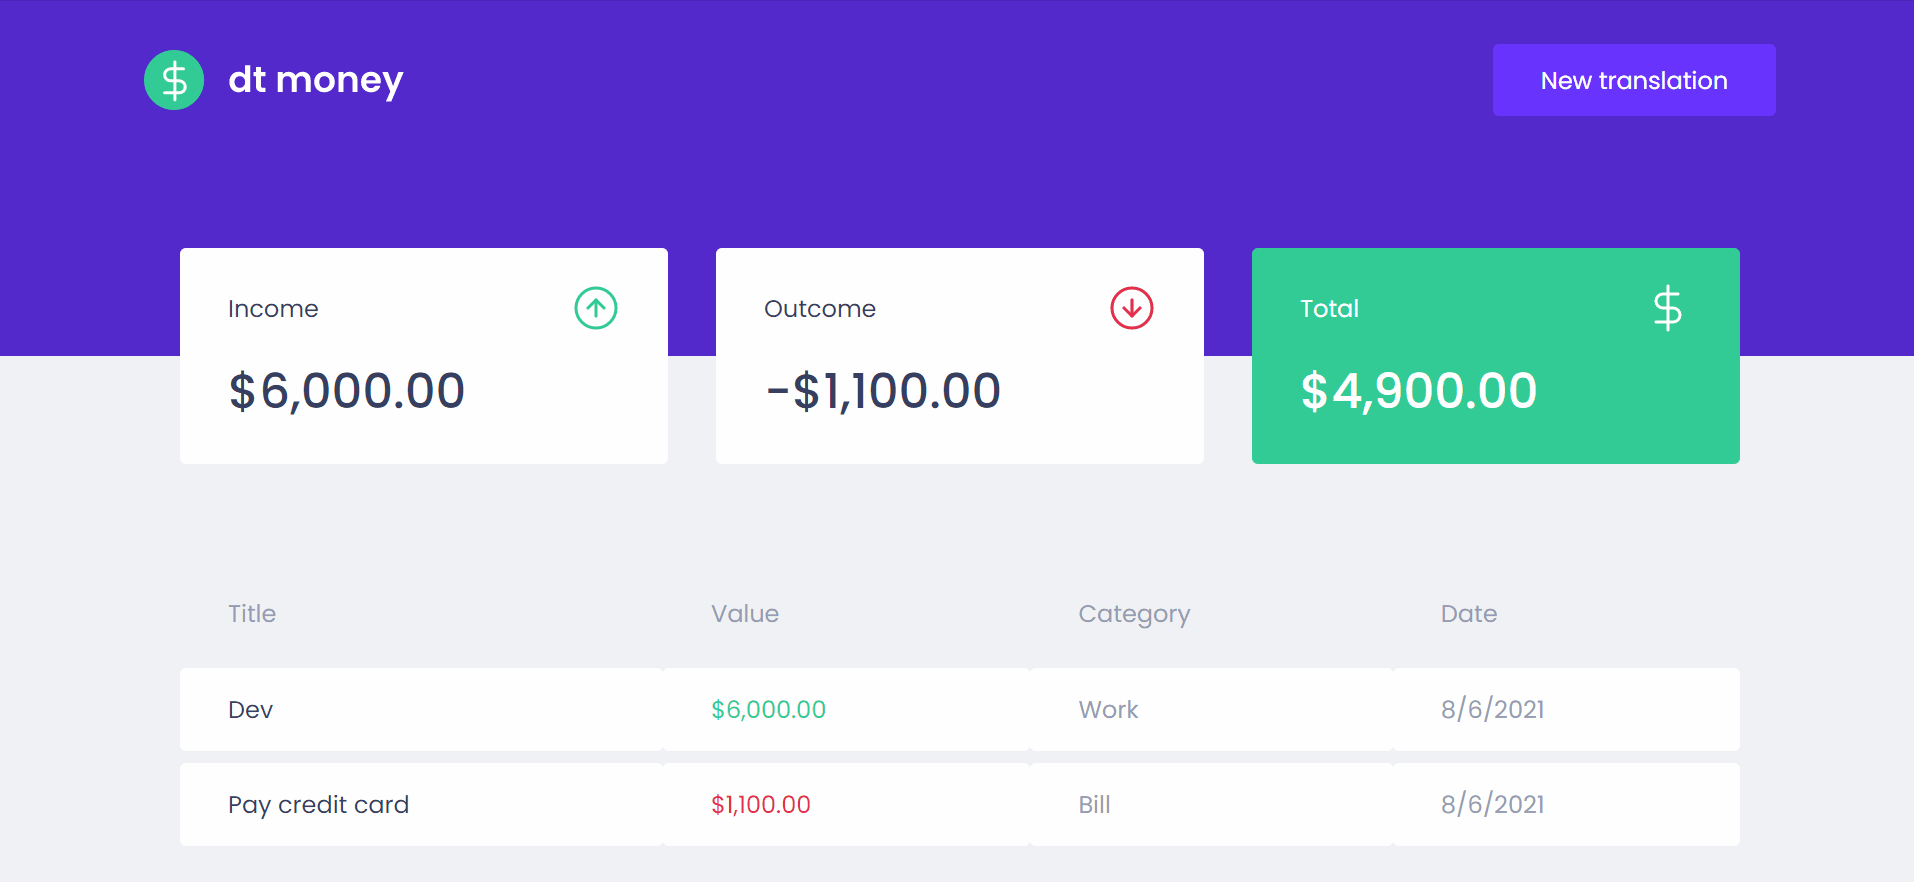 dt money
New translation
Income
$6,000.00
Outcome
-$1,100.00
Total
$
$4,900.00
Title Value Category Date
Dev $6,000.00 Work 8/6/2021
Pay credit card $1,100.00 Bill 8/6/2021